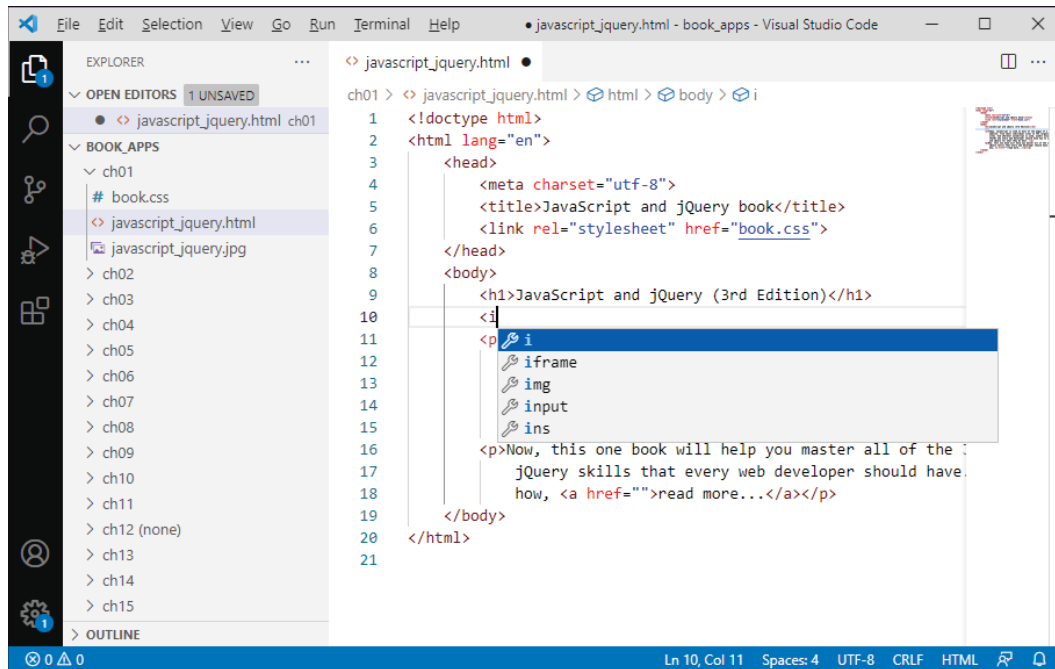 File Edit Selection View Go Run Terminal Help ● javascript_jquery.html - book_apps - Visual Studio Code
EXPLORER ···
OPEN EDITORS 1 UNSAVED
● <> javascript_jquery.html ch01
BOOK_APPS
ch01
# book.css
<> javascript_jquery.html
javascript_jquery.jpg
> ch02
> ch03
> ch04
> ch05
> ch06
> ch07
> ch08
> ch09
> ch10
> ch11
> ch12 (none)
> ch13
> ch14
> ch15
> OUTLINE
1
1
<> javascript_jquery.html ● ···
ch01 > <> javascript_jquery.html > html > body > i
1 <!doctype html>
2 <html lang="en">
3 <head>
4 <meta charset="utf-8">
5 <title>JavaScript and jQuery book</title>
6 <link rel="stylesheet" href="book.css">
7 </head>
8 <body>
9 <h1>JavaScript and jQuery (3rd Edition)</h1>
10 <i
11 <p
i
12
iframe
13
img
14
input
15
ins
16 <p>Now, this one book will help you master all of the
17 jQuery skills that every web developer should have.
18 how, <a href="">read more...</a></p>
19 </body>
20 </html>
21
0 0 Ln 10, Col 11 Spaces: 4 UTF-8 CRLF HTML